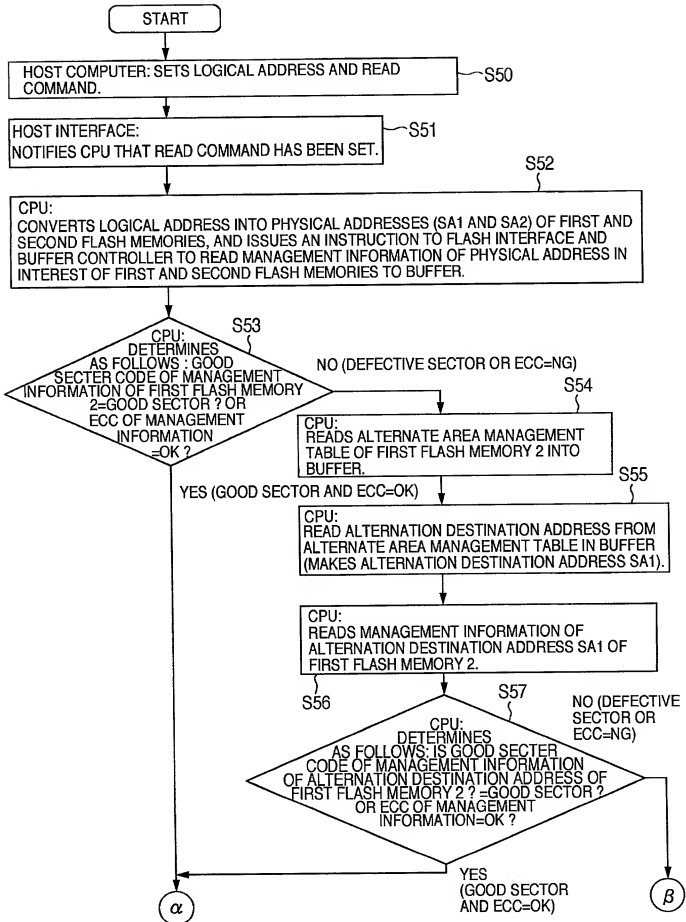 START
HOST COMPUTER: SETS LOGICAL ADDRESS AND READ
COMMAND.
S50
HOST INTERFACE:
NOTIFIES CPU THAT READ COMMAND HAS BEEN SET.
S51
S52
CPU:
CONVERTS LOGICAL ADDRESS INTO PHYSICAL ADDRESSES (SA1 AND SA2) OF FIRST AND
SECOND FLASH MEMORIES, AND ISSUES AN INSTRUCTION TO FLASH INTERFACE AND
BUFFER CONTROLLER TO READ MANAGEMENT INFORMATION OF PHYSICAL ADDRESS IN
INTEREST OF FIRST AND SECOND FLASH MEMORIES TO BUFFER.
S53
CPU:
DETERMINES
AS FOLLOWS : GOOD
SECTER CODE OF MANAGEMENT
INFORMATION OF FIRST FLASH MEMORY
2=GOOD SECTOR ? OR
ECC OF MANAGEMENT
INFORMATION
=OK ?
NO (DEFECTIVE SECTOR OR ECC=NG)
S54
CPU:
READS ALTERNATE AREA MANAGEMENT
TABLE OF FIRST FLASH MEMORY 2 INTO
BUFFER.
YES (GOOD SECTOR AND ECC=OK)
S55
CPU:
READ ALTERNATION DESTINATION ADDRESS FROM
ALTERNATE AREA MANAGEMENT TABLE IN BUFFER
(MAKES ALTERNATION DESTINATION ADDRESS SA1).
CPU:
READS MANAGEMENT INFORMATION OF
ALTERNATION DESTINATION ADDRESS SA1 OF
FIRST FLASH MEMORY 2.
S56
S57
CPU:
DETERMINES
AS FOLLOWS: IS GOOD SECTER
CODE OF MANAGEMENT INFORMATION
OF ALTERNATION DESTINATION ADDRESS OF
FIRST FLASH MEMORY 2 ? =GOOD SECTOR ?
OR ECC OF MANAGEMENT
INFORMATION=OK ?
NO (DEFECTIVE
SECTOR OR
ECC=NG)
YES
(GOOD SECTOR
AND ECC=OK)
α
β